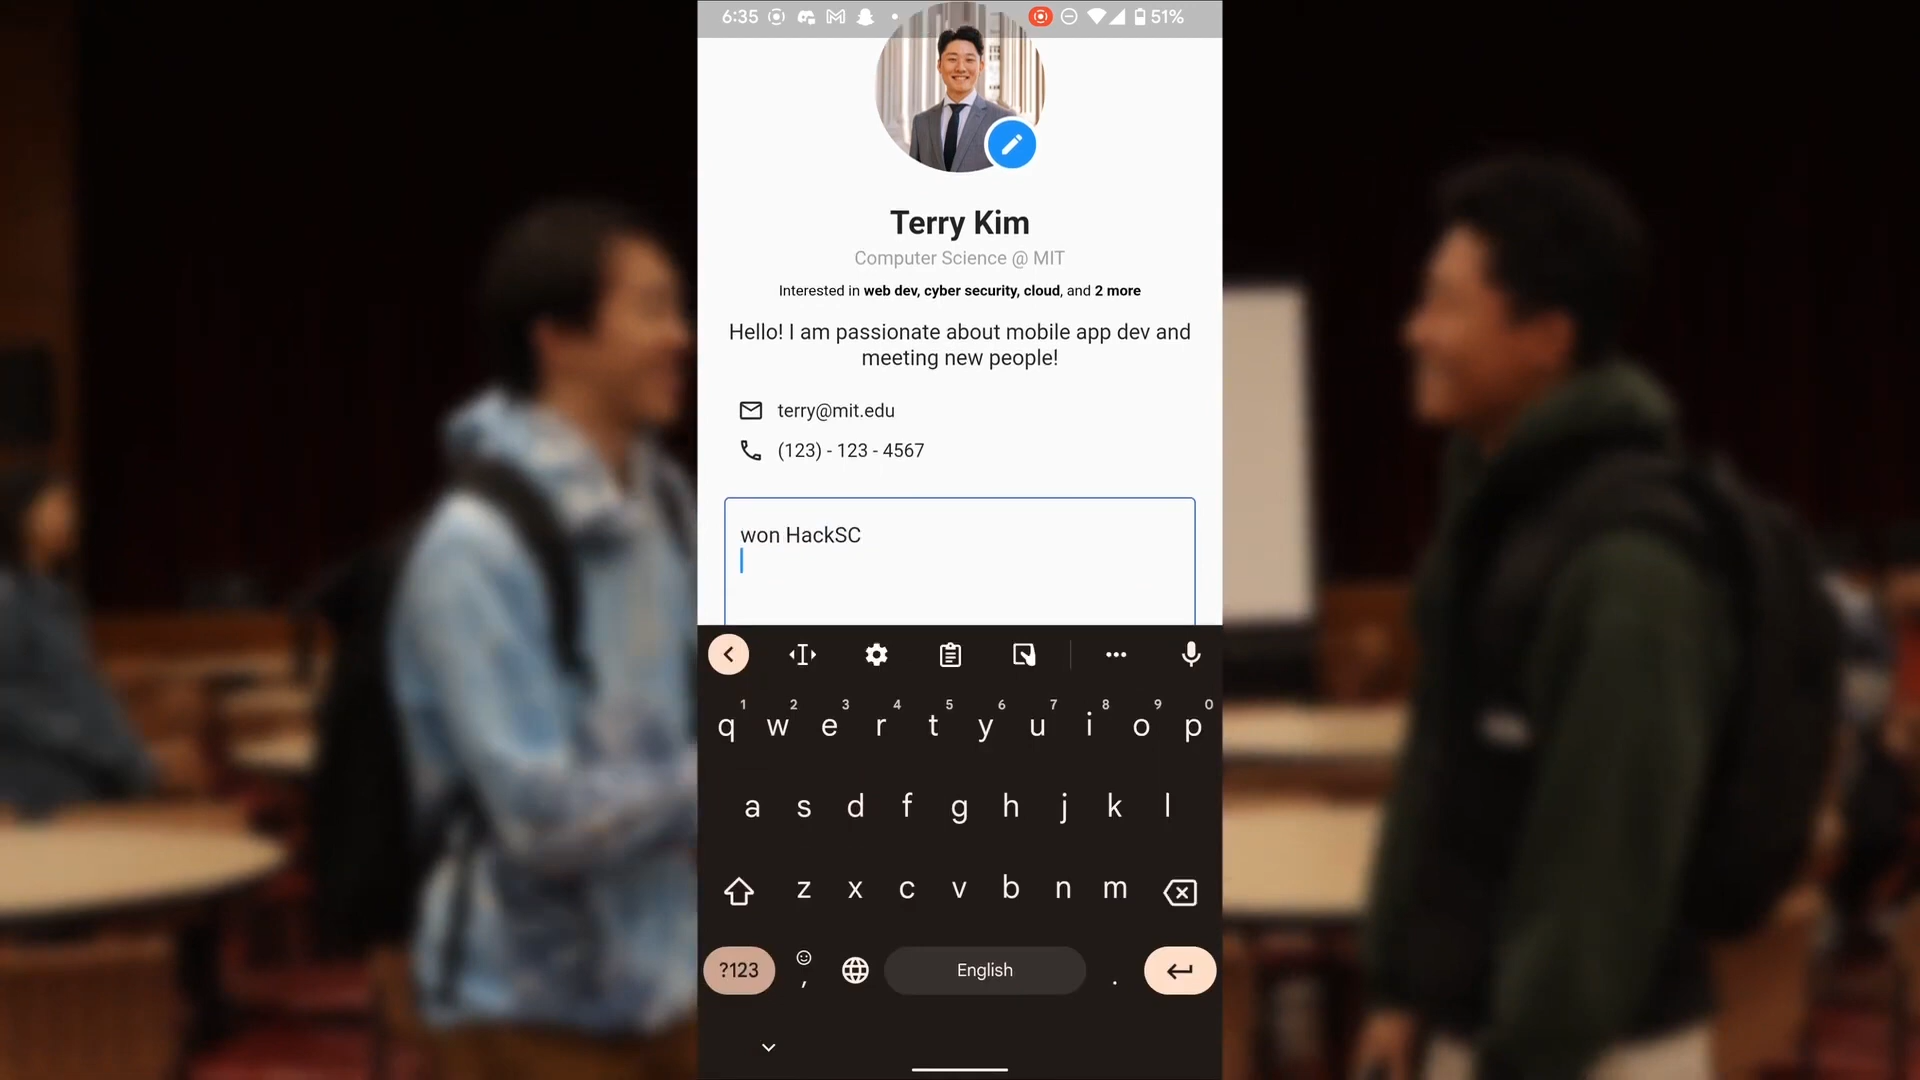 6:35 51%
Terry Kim
Computer Science @ MIT
Interested in web dev, cyber security, cloud, and 2 more
Hello! I am passionate about mobile app dev and
meeting new people!
terry@mit.edu
(123) - 123 - 4567
won HackSC
1 2 3 4 5 6 7 8 9 0
q w e r t y u i o p
a s d f g h j k l
z x c v b n m
?123 , English .